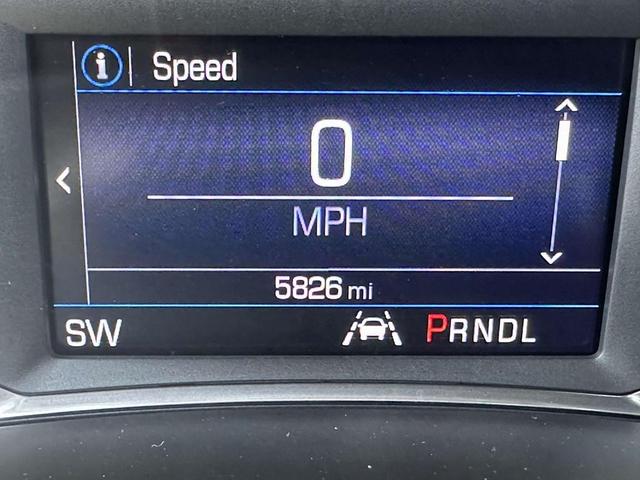 i Speed
0
MPH
5826 mi
SW PRNDL